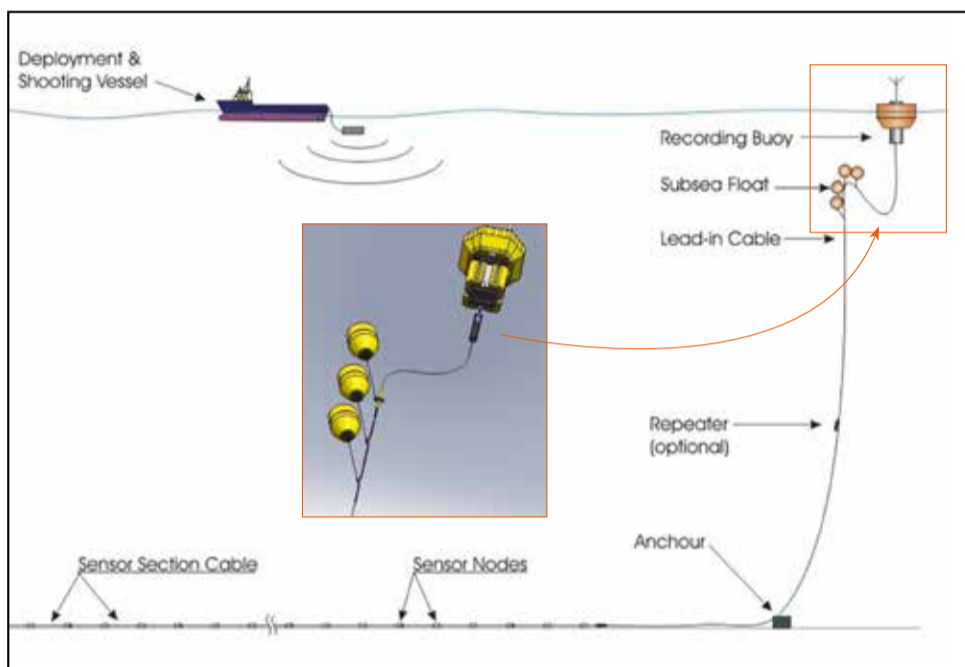 Deployment &
Shooting Vessel
Recording Buoy
Subsea Float
Lead-in Cable
Repeater
(optional)
Anchour
Sensor Section Cable
Sensor Nodes